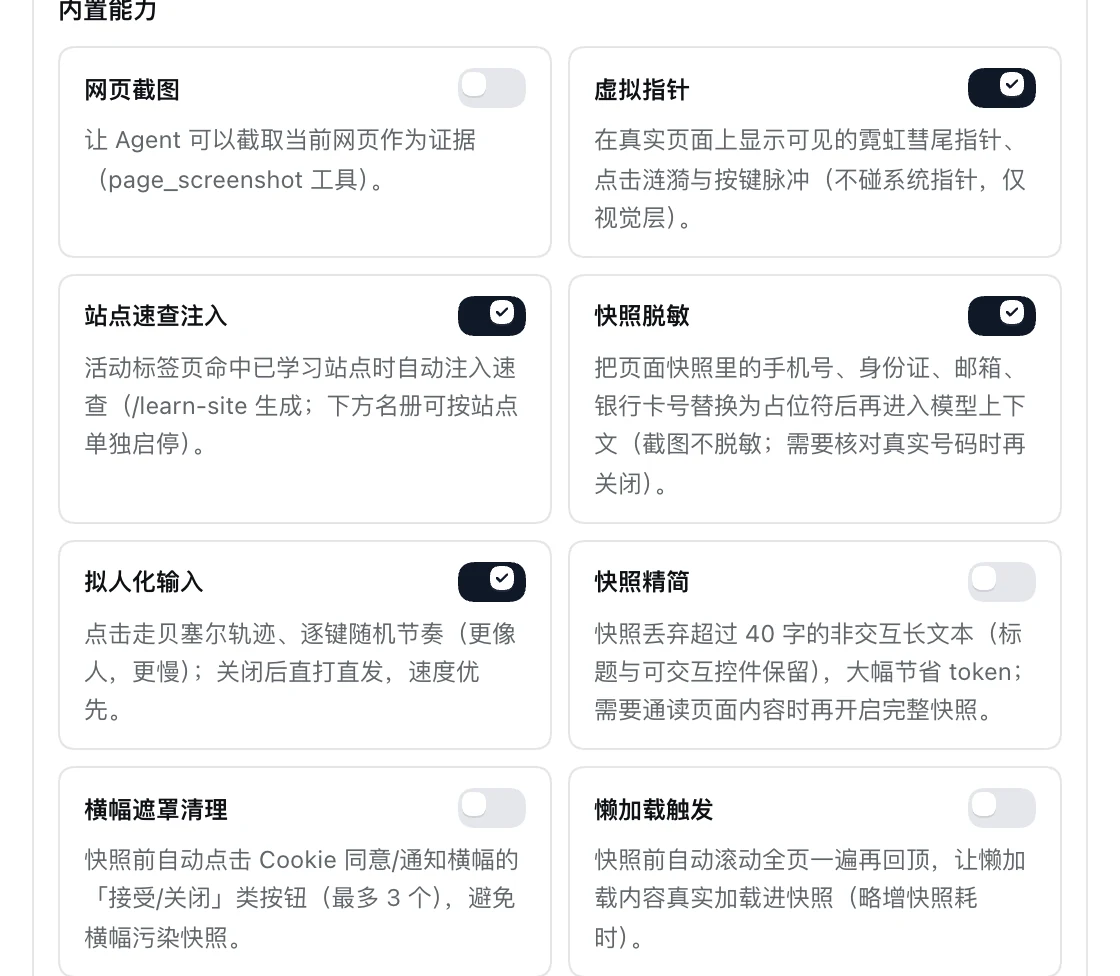 内置能力
网页截图
让 Agent 可以截取当前网页作为证据
（page_screenshot 工具）。
虚拟指针
在真实页面上显示可见的霓虹彗尾指针、
点击涟漪与按键脉冲（不碰系统指针，仅
视觉层）。
站点速查注入
活动标签页命中已学习站点时自动注入速
查（/learn-site 生成；下方名册可按站点
单独启停）。
快照脱敏
把页面快照里的手机号、身份证、邮箱、
银行卡号替换为占位符后再进入模型上下
文（截图不脱敏；需要核对真实号码时再
关闭）。
拟人化输入
点击走贝塞尔轨迹、逐键随机节奏（更像
人，更慢）；关闭后直打直发，速度优
先。
快照精简
快照丢弃超过 40 字的非交互长文本（标
题与可交互控件保留），大幅节省 token；
需要通读页面内容时再开启完整快照。
横幅遮罩清理
快照前自动点击 Cookie 同意/通知横幅的
「接受/关闭」类按钮（最多 3 个），避免
横幅污染快照。
懒加载触发
快照前自动滚动全页一遍再回顶，让懒加
载内容真实加载进快照（略增快照耗
时）。